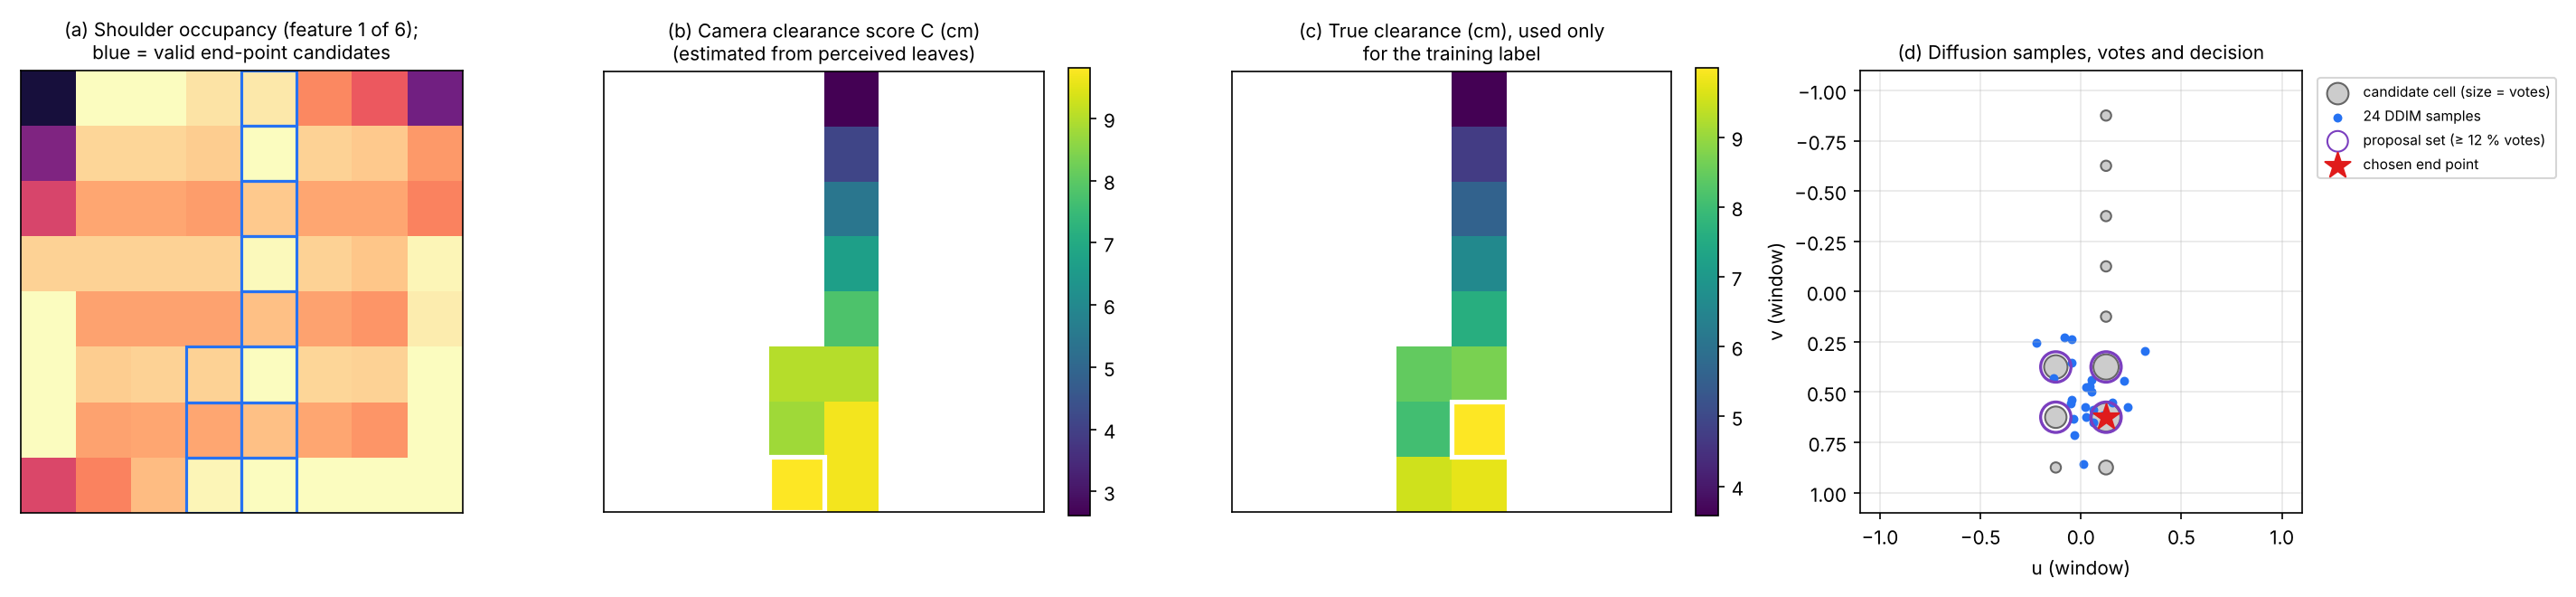 (a) Shoulder occupancy (feature 1 of 6);
blue = valid end-point candidates
(b) Camera clearance score C (cm)
(estimated from perceived leaves)
9
8
7
6
5
4
3
(c) True clearance (cm), used only
for the training label
9
8
7
6
5
4
(d) Diffusion samples, votes and decision
v (window)
−1.00
−0.75
−0.50
−0.25
0.00
0.25
0.50
0.75
1.00
−1.0
−0.5
0.0
0.5
1.0
u (window)
candidate cell (size = votes)
24 DDIM samples
proposal set (≥ 12 % votes)
chosen end point